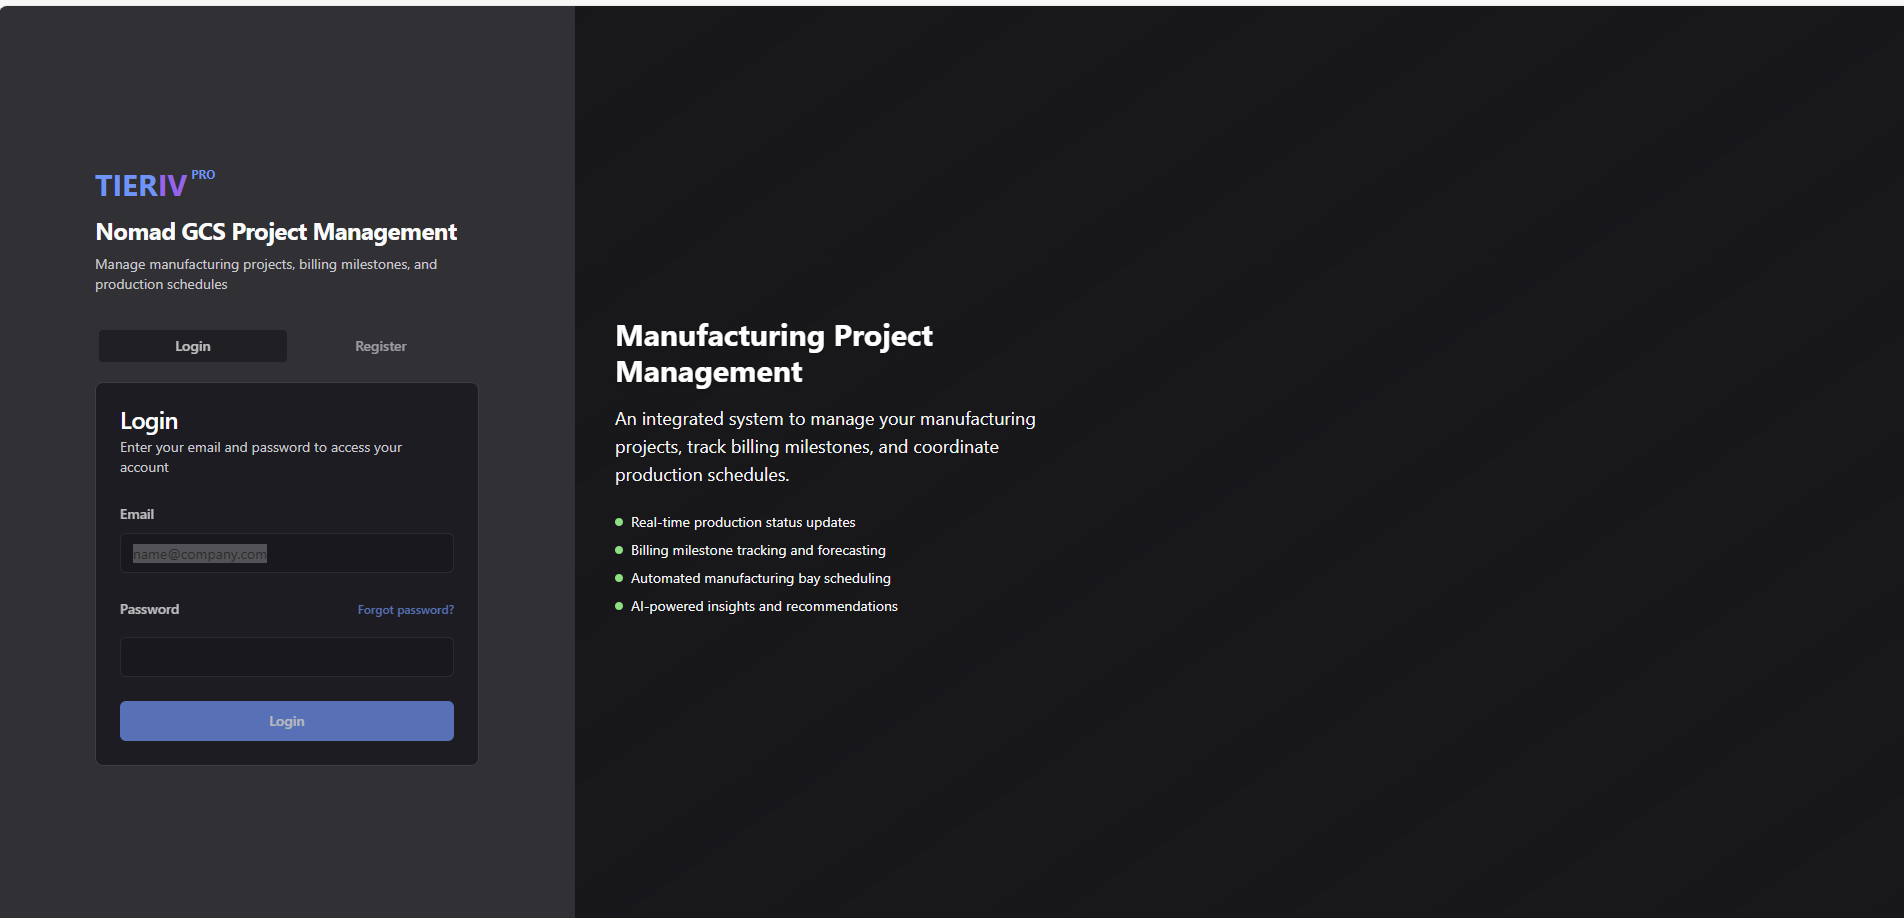 TIERIV PRO
Nomad GCS Project Management
Manage manufacturing projects, billing milestones, and
production schedules
Login
Register
Login
Enter your email and password to access your
account
Email
name@company.com
Password
Forgot password?
Login
Manufacturing Project
Management
An integrated system to manage your manufacturing
projects, track billing milestones, and coordinate
production schedules.
Real-time production status updates
Billing milestone tracking and forecasting
Automated manufacturing bay scheduling
AI-powered insights and recommendations